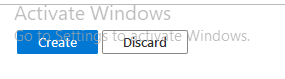 Activate Windows
Go to Settings to activate Windows.
Create
Discard